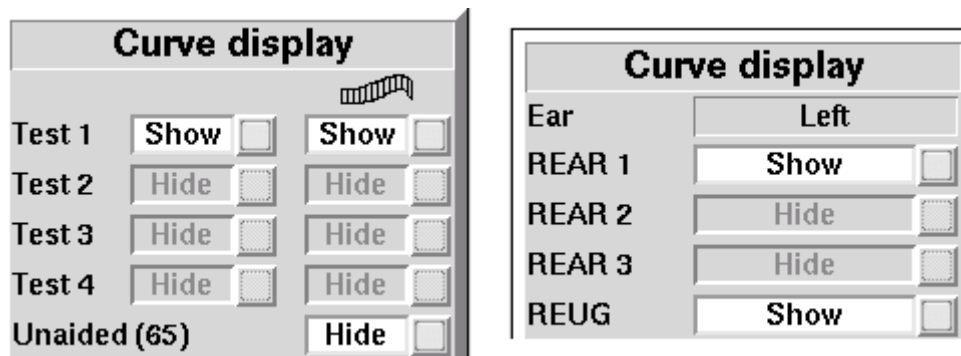 Curve display
Test 1 Show Show
Test 2 Hide Hide
Test 3 Hide Hide
Test 4 Hide Hide
Unaided (65) Hide
Curve display
Ear Left
REAR 1 Show
REAR 2 Hide
REAR 3 Hide
REUG Show